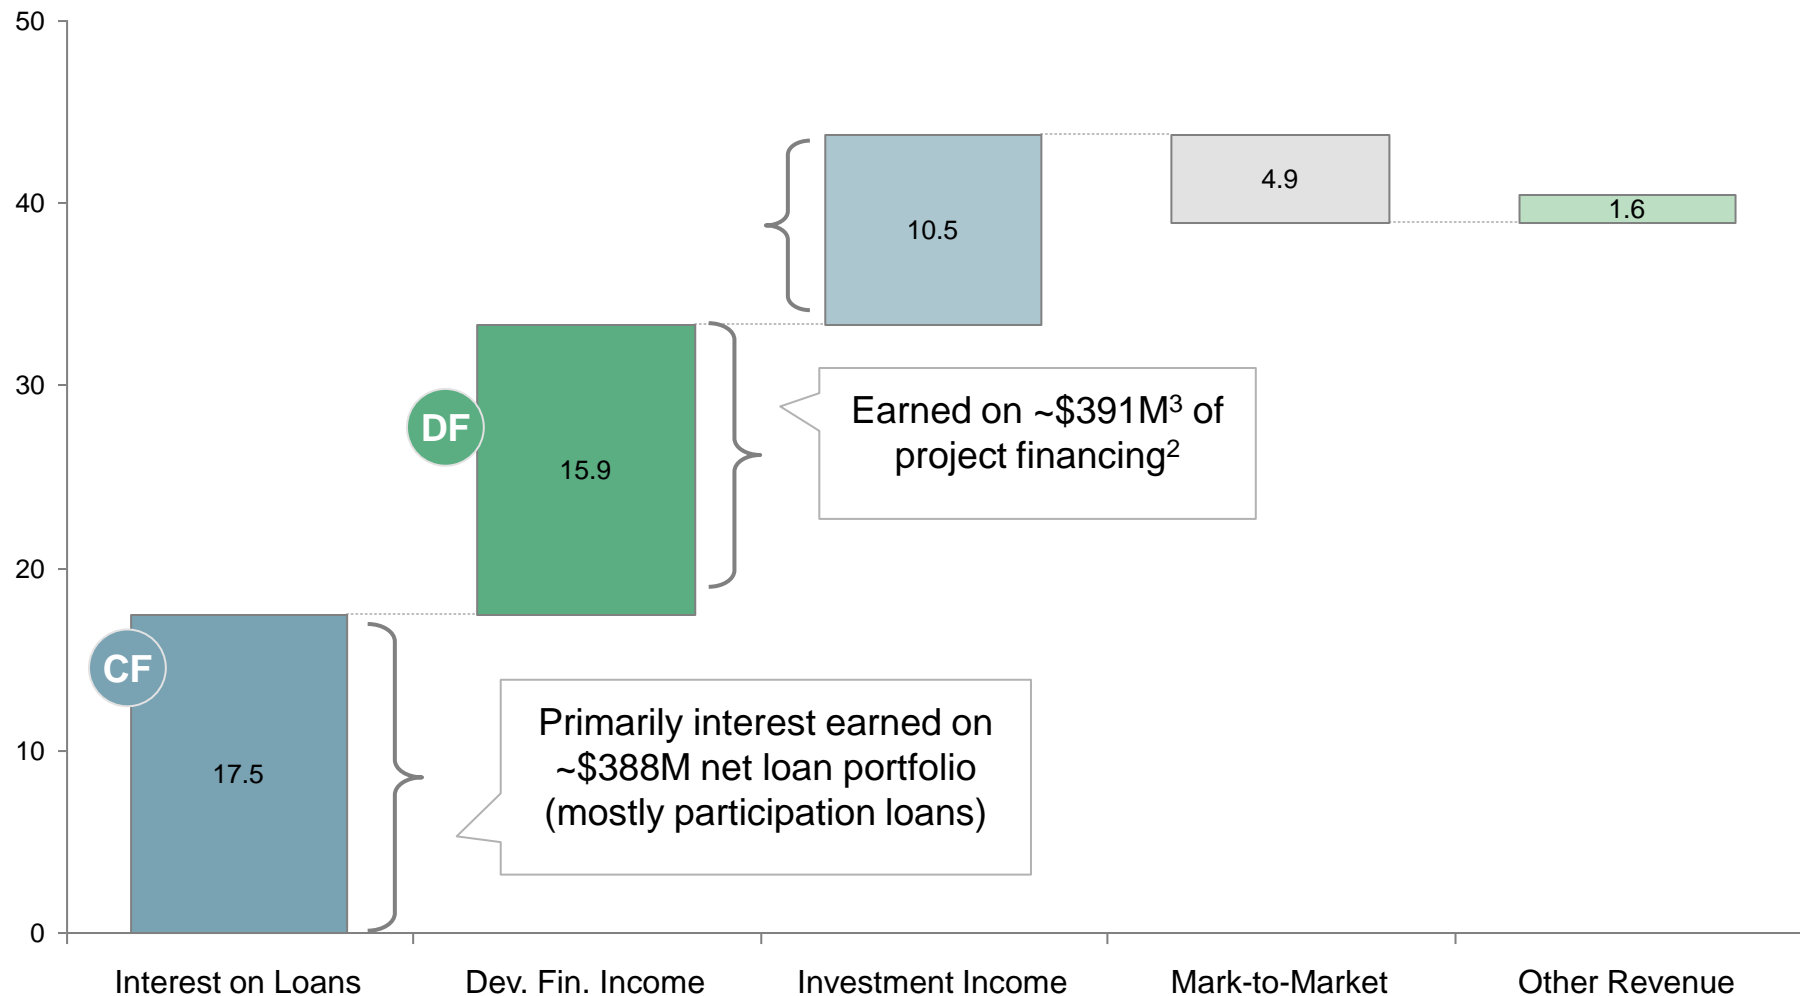 50
40
30
20
10
0
CF
17.5
DF
15.9
10.5
4.9
1.6
Earned on ~$391M³ of
project financing²
Primarily interest earned on
~$388M net loan portfolio
(mostly participation loans)
Interest on Loans
Dev. Fin. Income
Investment Income
Mark-to-Market
Other Revenue